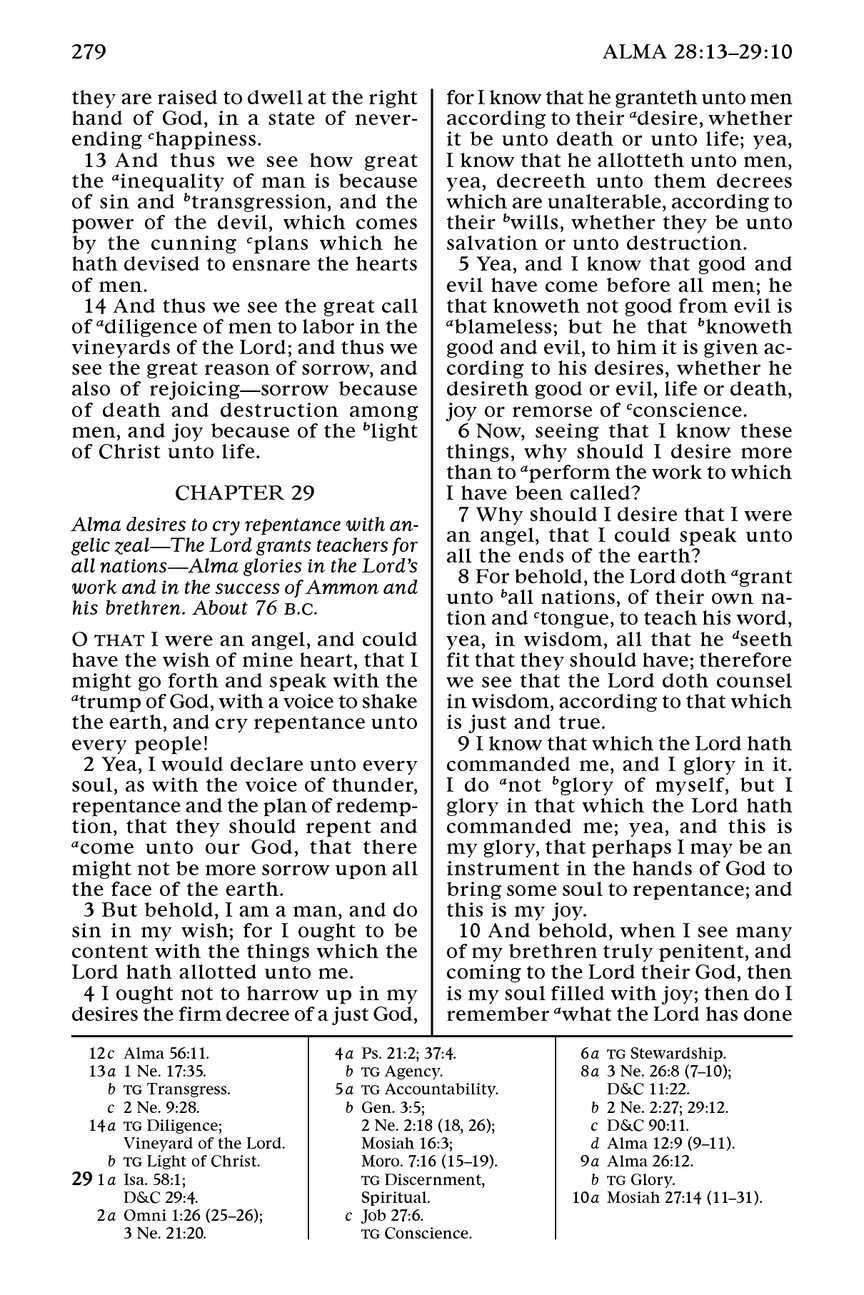 279
ALMA 28:13–29:10
they are raised to dwell at the right
hand of God, in a state of never-
ending chappiness.
13 And thus we see how great
the ainequality of man is because
of sin and btransgression, and the
power of the devil, which comes
by the cunning cplans which he
hath devised to ensnare the hearts
of men.
14 And thus we see the great call
of adiligence of men to labor in the
vineyards of the Lord; and thus we
see the great reason of sorrow, and
also of rejoicing—sorrow because
of death and destruction among
men, and joy because of the blight
of Christ unto life.
CHAPTER 29
Alma desires to cry repentance with an-
gelic zeal—The Lord grants teachers for
all nations—Alma glories in the Lord’s
work and in the success of Ammon and
his brethren. About 76 B.C.
O THAT I were an angel, and could
have the wish of mine heart, that I
might go forth and speak with the
atrump of God, with a voice to shake
the earth, and cry repentance unto
every people!
2 Yea, I would declare unto every
soul, as with the voice of thunder,
repentance and the plan of redemp-
tion, that they should repent and
acome unto our God, that there
might not be more sorrow upon all
the face of the earth.
3 But behold, I am a man, and do
sin in my wish; for I ought to be
content with the things which the
Lord hath allotted unto me.
4 I ought not to harrow up in my
desires the firm decree of a just God,
for I know that he granteth unto men
according to their adesire, whether
it be unto death or unto life; yea,
I know that he allotteth unto men,
yea, decreeth unto them decrees
which are unalterable, according to
their bwills, whether they be unto
salvation or unto destruction.
5 Yea, and I know that good and
evil have come before all men; he
that knoweth not good from evil is
ablameless; but he that bknoweth
good and evil, to him it is given ac-
cording to his desires, whether he
desireth good or evil, life or death,
joy or remorse of cconscience.
6 Now, seeing that I know these
things, why should I desire more
than to aperform the work to which
I have been called?
7 Why should I desire that I were
an angel, that I could speak unto
all the ends of the earth?
8 For behold, the Lord doth agrant
unto ball nations, of their own na-
tion and ctongue, to teach his word,
yea, in wisdom, all that he dseeth
fit that they should have; therefore
we see that the Lord doth counsel
in wisdom, according to that which
is just and true.
9 I know that which the Lord hath
commanded me, and I glory in it.
I do anot bglory of myself, but I
glory in that which the Lord hath
commanded me; yea, and this is
my glory, that perhaps I may be an
instrument in the hands of God to
bring some soul to repentance; and
this is my joy.
10 And behold, when I see many
of my brethren truly penitent, and
coming to the Lord their God, then
is my soul filled with joy; then do I
remember awhat the Lord has done
12c Alma 56:11.
13a 1 Ne. 17:35.
b TG Transgress.
c 2 Ne. 9:28.
14a TG Diligence;
Vineyard of the Lord.
b TG Light of Christ.
29 1a Isa. 58:1;
D&C 29:4.
2a Omni 1:26 (25–26);
3 Ne. 21:20.
4a Ps. 21:2; 37:4.
b TG Agency.
5a TG Accountability.
b Gen. 3:5;
2 Ne. 2:18 (18, 26);
Mosiah 16:3;
Moro. 7:16 (15–19).
TG Discernment,
Spiritual.
c Job 27:6.
TG Conscience.
6a TG Stewardship.
8a 3 Ne. 26:8 (7–10);
D&C 11:22.
b 2 Ne. 2:27; 29:12.
c D&C 90:11.
d Alma 12:9 (9–11).
9a Alma 26:12.
b TG Glory.
10a Mosiah 27:14 (11–31).